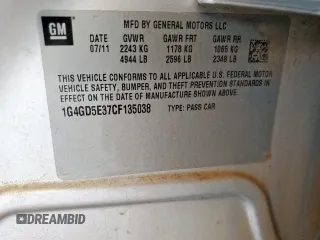 GM
MFD BY GENERAL MOTORS LLC
DATE GVWR GAWR FRT GAWR RR
07/11 2243 KG 1178 KG 1065 KG
4944 LB 2596 LB 2348 LB
THIS VEHICLE CONFORMS TO ALL APPLICABLE U.S. FEDERAL MOTOR
VEHICLE SAFETY, BUMPER, AND THEFT PREVENTION
STANDARDS IN EFFECT ON THE DATE OF
MANUFACTURE SHOWN ABOVE.
1G4GD5E37CF135038 TYPE: PASS CAR
DREAMBID